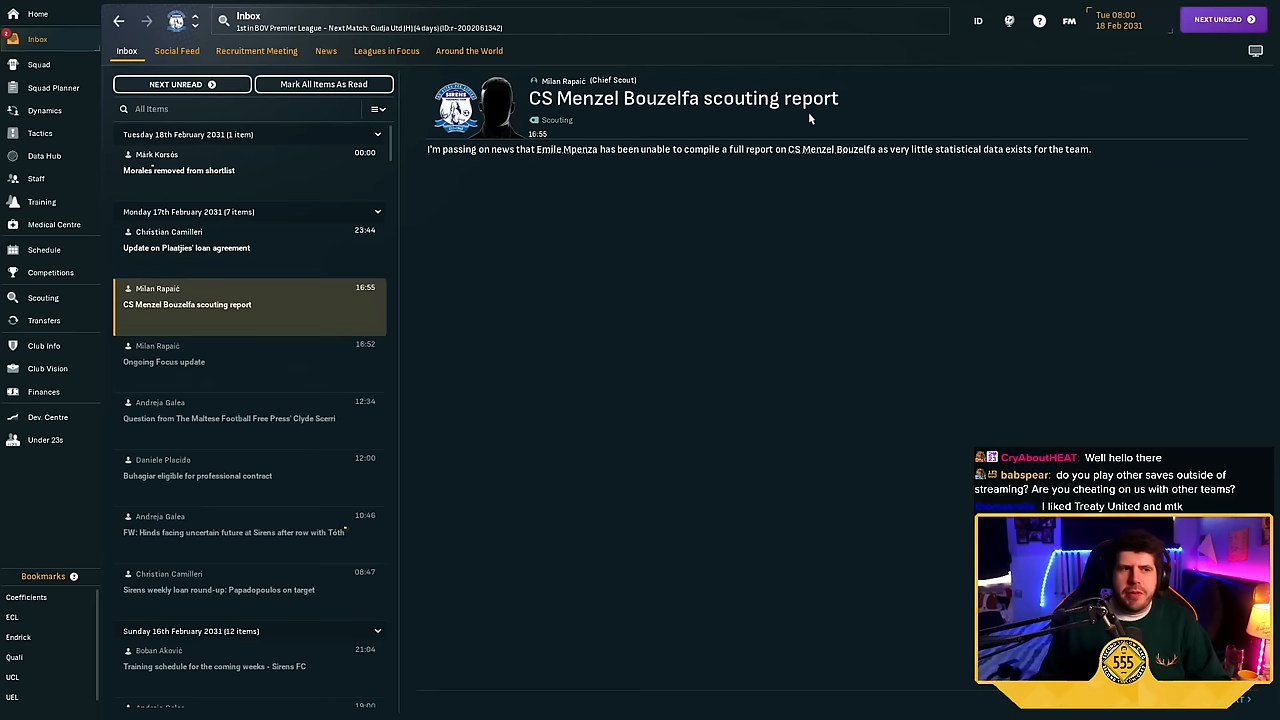 Home
2
Inbox
Squad
Squad Planner
Dynamics
Tactics
Data Hub
Staff
Training
Medical Centre
Schedule
Competitions
Scouting
Transfers
Club Info
Club Vision
Finances
Dev. Centre
Under 23s
Bookmarks
Coefficients
ECL
Endrick
Quali
UCL
UEL
Inbox
1st in BOV Premier League - Next Match: Gudja Utd (H) (4 days) (ID:r-2002061342)
ID
?
FM
Tue 08:00
18 Feb 2031
NEXT UNREAD
Inbox
Social Feed
Recruitment Meeting
News
Leagues in Focus
Around the World
NEXT UNREAD
Mark All Items As Read
All Items
Tuesday 18th February 2031 (1 item)
Márk Korsós 00:00
Morales removed from shortlist
Monday 17th February 2031 (7 items)
Christian Camilleri 23:44
Update on Plaatjies' loan agreement
Milan Rapaić 16:55
CS Menzel Bouzelfa scouting report
Milan Rapaić 16:52
Ongoing Focus update
Andreja Galea 12:34
Question from The Maltese Football Free Press' Clyde Scerri
Daniele Placido 12:00
Buhagiar eligible for professional contract
Andreja Galea 10:46
FW: Hinds facing uncertain future at Sirens after row with Tóth
Christian Camilleri 08:47
Sirens weekly loan round-up: Papadopoulos on target
Sunday 16th February 2031 (12 items)
Boban Aković 21:04
Training schedule for the coming weeks - Sirens FC
SIRENS
Milan Rapaić (Chief Scout)
CS Menzel Bouzelfa scouting report
Scouting
16:55
I'm passing on news that Emile Mpenza has been unable to compile a full report on CS Menzel Bouzelfa as very little statistical data exists for the team.
CryAboutHEAT: Well hello there
babspear: do you play other saves outside of
streaming? Are you cheating on us with other teams?
I liked Treaty United and mtk
555